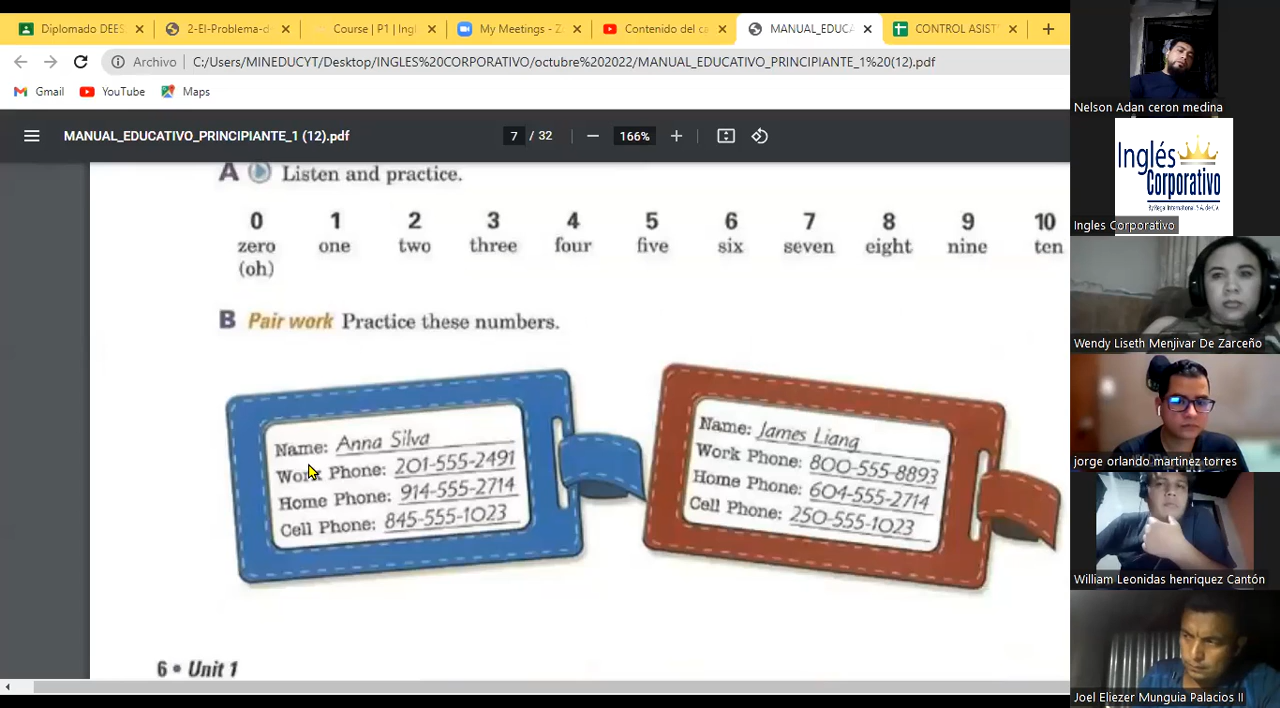 Diplomado DEES
2-El-Problema-d
Course | P1 | Ingl
My Meetings - Z
Contenido del ca
MANUAL_EDUCA
CONTROL ASIST
Archivo
C:/Users/MINEDUCYT/Desktop/INGLES%20CORPORATIVO/octubre%202022/MANUAL_EDUCATIVO_PRINCIPIANTE_1%20(12).pdf
Gmail
YouTube
Maps
MANUAL_EDUCATIVO_PRINCIPIANTE_1 (12).pdf
7 / 32
166%
A Listen and practice.
0 1 2 3 4 5 6 7 8 9 10
zero one two three four five six seven eight nine ten
(oh)
B Pair work Practice these numbers.
Name: Anna Silva
Work Phone: 201-555-2491
Home Phone: 914-555-2714
Cell Phone: 845-555-1023
Name: James Liang
Work Phone: 800-555-8893
Home Phone: 604-555-2714
Cell Phone: 250-555-1023
6 • Unit 1
Nelson Adan ceron medina
Inglés
Corporativo
Ingles Corporativo
Wendy Liseth Menjivar De Zarceño
jorge orlando martinez torres
William Leonidas henriquez Cantón
Joel Eliezer Munguia Palacios II